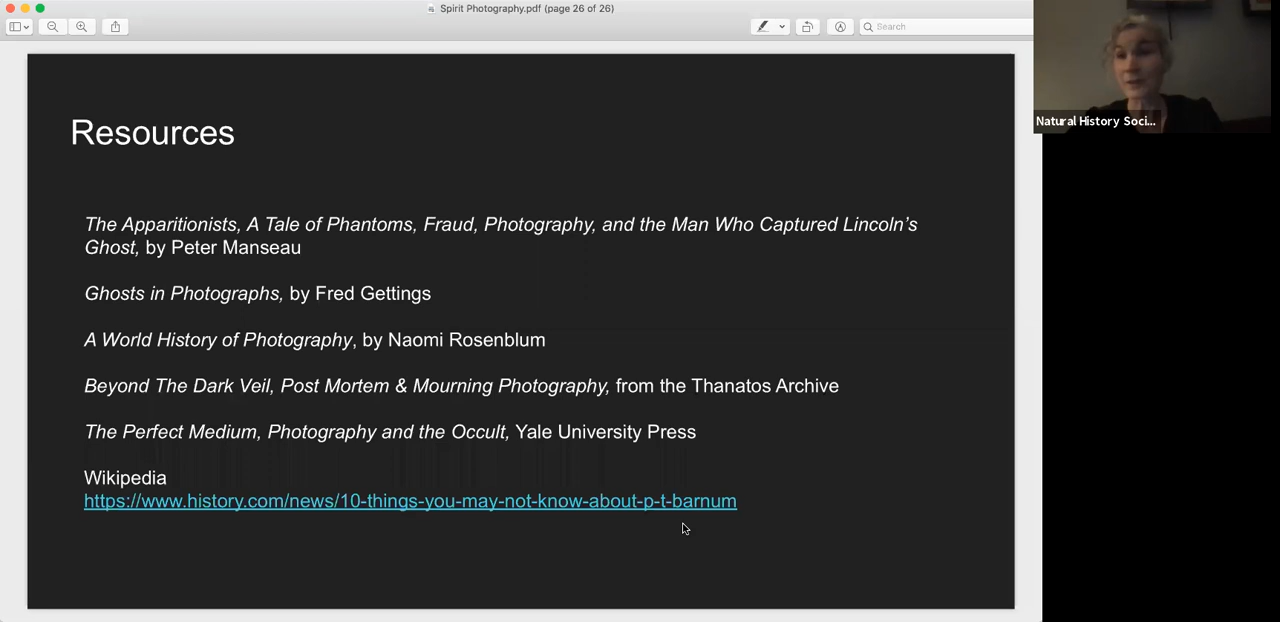 Spirit Photography.pdf (page 26 of 26)
Search
Natural History Soci...
Resources
The Apparitionists, A Tale of Phantoms, Fraud, Photography, and the Man Who Captured Lincoln's
Ghost, by Peter Manseau
Ghosts in Photographs, by Fred Gettings
A World History of Photography, by Naomi Rosenblum
Beyond The Dark Veil, Post Mortem & Mourning Photography, from the Thanatos Archive
The Perfect Medium, Photography and the Occult, Yale University Press
Wikipedia
https://www.history.com/news/10-things-you-may-not-know-about-p-t-barnum